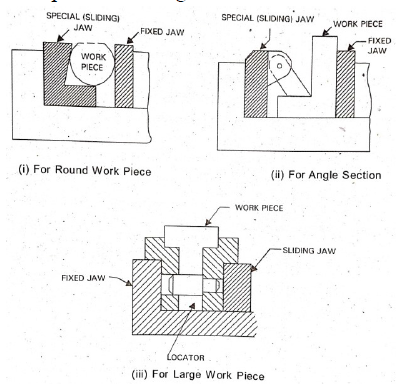 SPECIAL (SLIDING)
JAW
FIXED JAW
WORK
PIECE
(i) For Round Work Piece
SPECIAL (SLIDING) JAW
WORK PIECE
FIXED
JAW
(ii) For Angle Section
WORK PIECE
SLIDING JAW
FIXED JAW
LOCATOR
(iii) For Large Work Piece